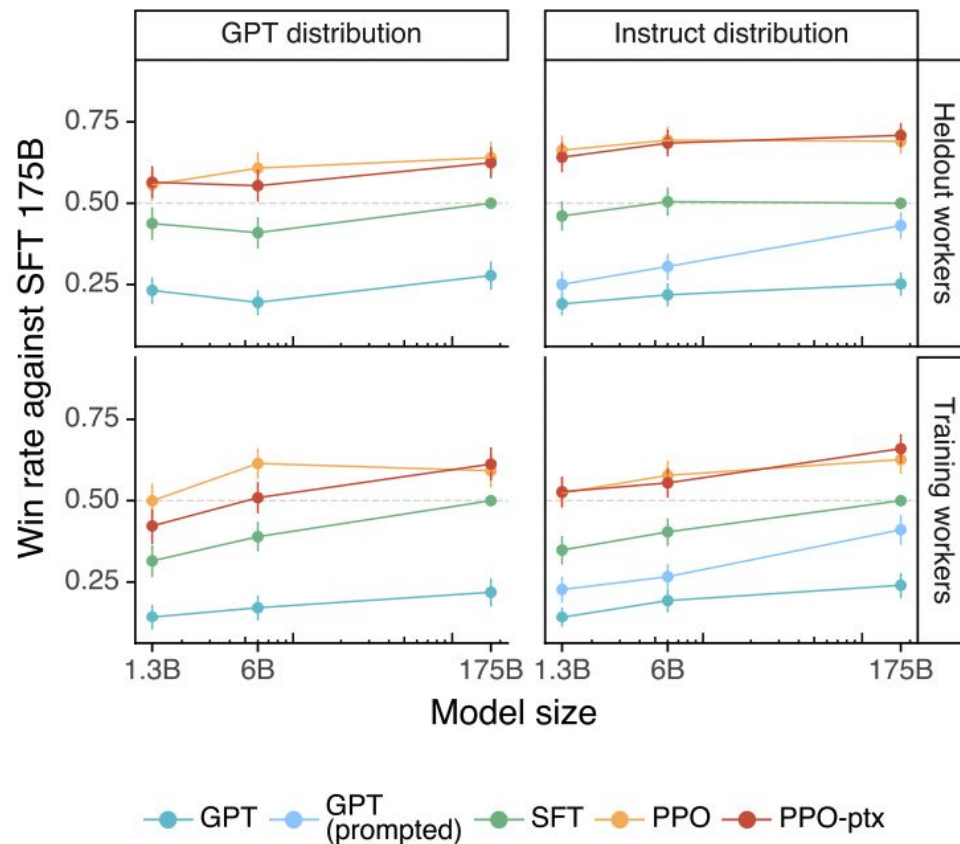 GPT distribution
Instruct distribution
Win rate against SFT 175B
0.75
0.50
0.25
Heldout workers
0.75
0.50
0.25
Training workers
1.3B 6B 175B
1.3B 6B 175B
Model size
GPT
GPT (prompted)
SFT
PPO
PPO-ptx